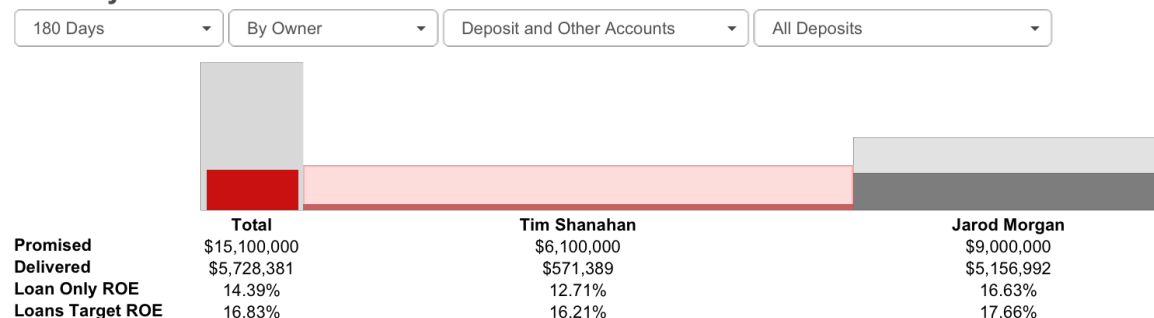 180 Days By Owner Deposit and Other Accounts All Deposits
Total Tim Shanahan Jarod Morgan
Promised $15,100,000 $6,100,000 $9,000,000
Delivered $5,728,381 $571,389 $5,156,992
Loan Only ROE 14.39% 12.71% 16.63%
Loans Target ROE 16.83% 16.21% 17.66%